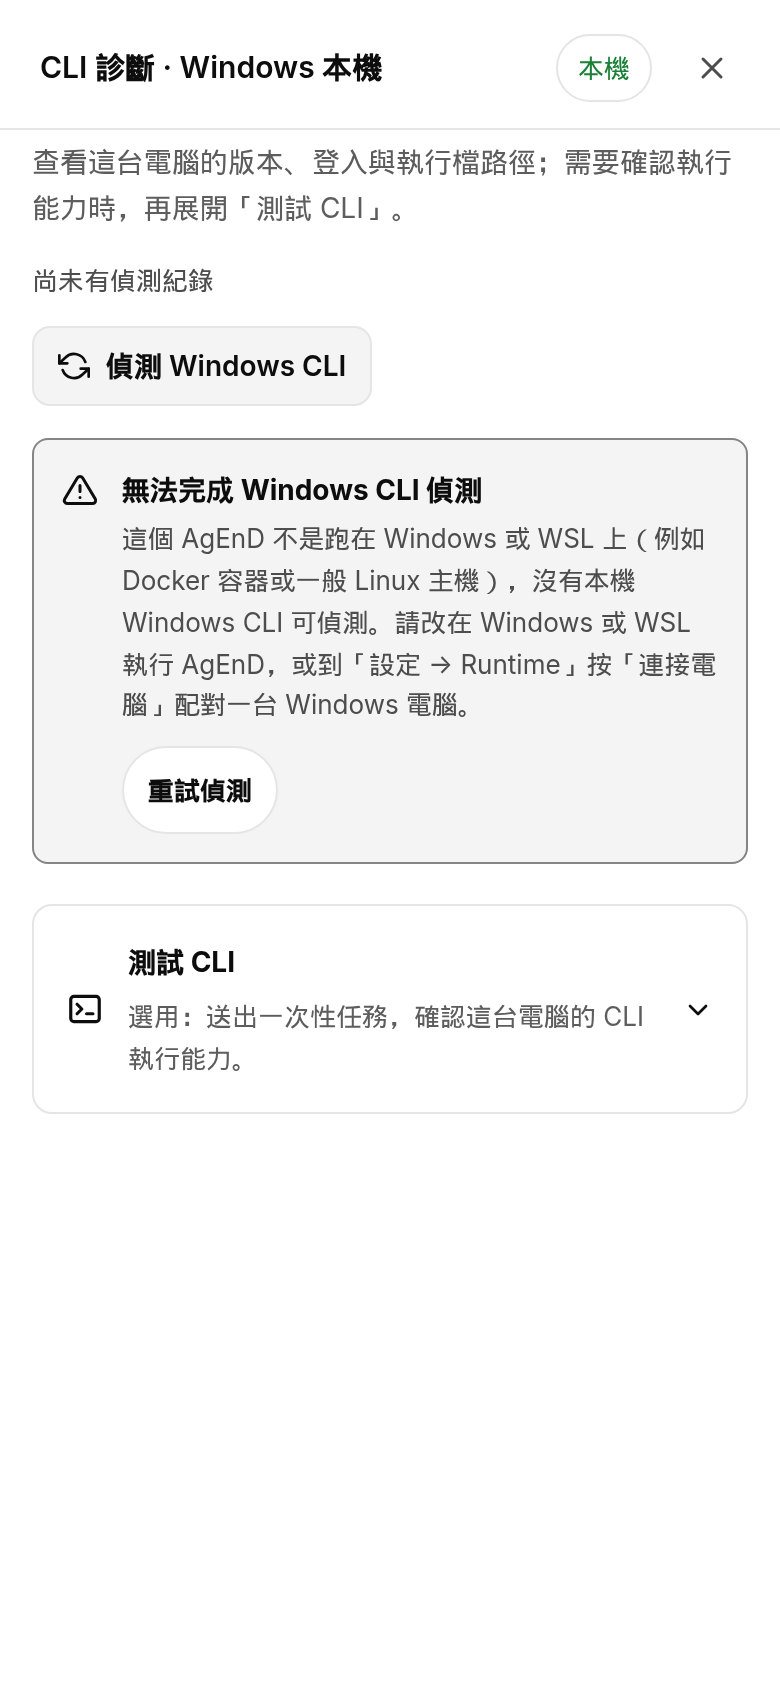 CLI 診斷 · Windows 本機
本機
查看這台電腦的版本、登入與執行檔路徑；需要確認執行
能力時，再展開「測試 CLI」。
尚未有偵測紀錄
偵測 Windows CLI
無法完成 Windows CLI 偵測
這個 AgEnD 不是跑在 Windows 或 WSL 上（例如
Docker 容器或一般 Linux 主機），沒有本機
Windows CLI 可偵測。請改在 Windows 或 WSL
執行 AgEnD，或到「設定 → Runtime」按「連接電
腦」配對一台 Windows 電腦。
重試偵測
測試 CLI
選用：送出一次性任務，確認這台電腦的 CLI
執行能力。